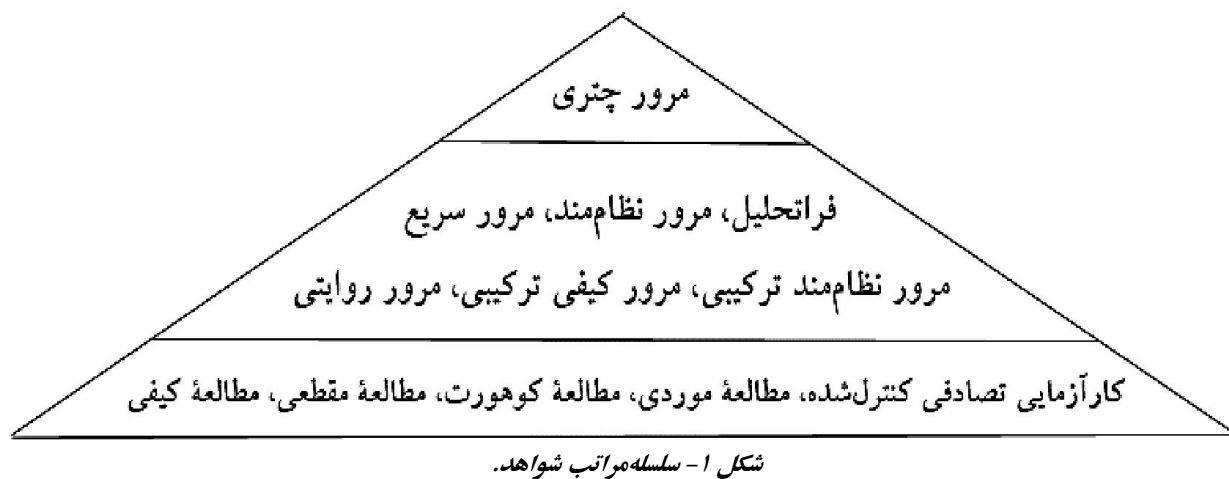 مرور چتری
فراتحلیل، مرور نظام‌مند، مرور سریع
مرور نظام‌مند ترکیبی، مرور کیفی ترکیبی، مرور روایتی
کارآزمایی تصادفی کنترل‌شده، مطالعهٔ موردی، مطالعهٔ کوهورت، مطالعهٔ مقطعی، مطالعهٔ کیفی
شکل ۱- سلسله‌مراتب شواهد.